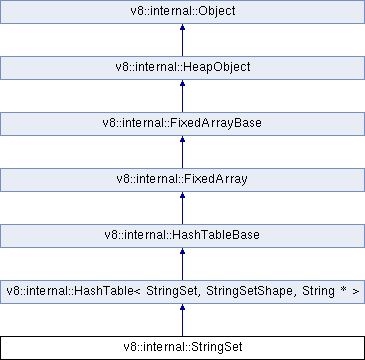 v8::internal::Object
v8::internal::HeapObject
v8::internal::FixedArrayBase
v8::internal::FixedArray
v8::internal::HashTableBase
v8::internal::HashTable< StringSet, StringSetShape, String * >
v8::internal::StringSet